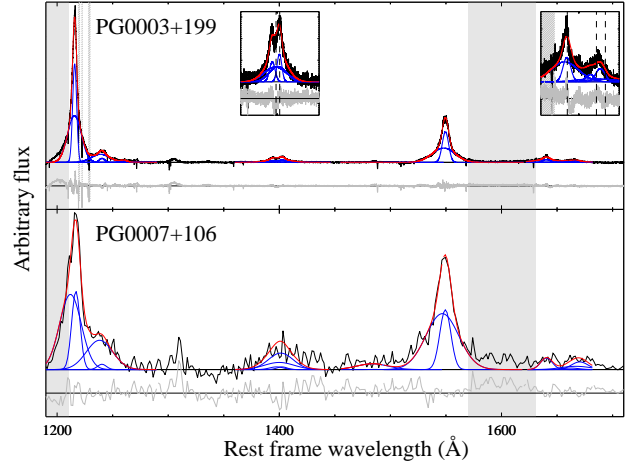 PG0003+199
PG0007+106
Arbitrary flux
1200
1400
1600
Rest frame wavelength (Å)